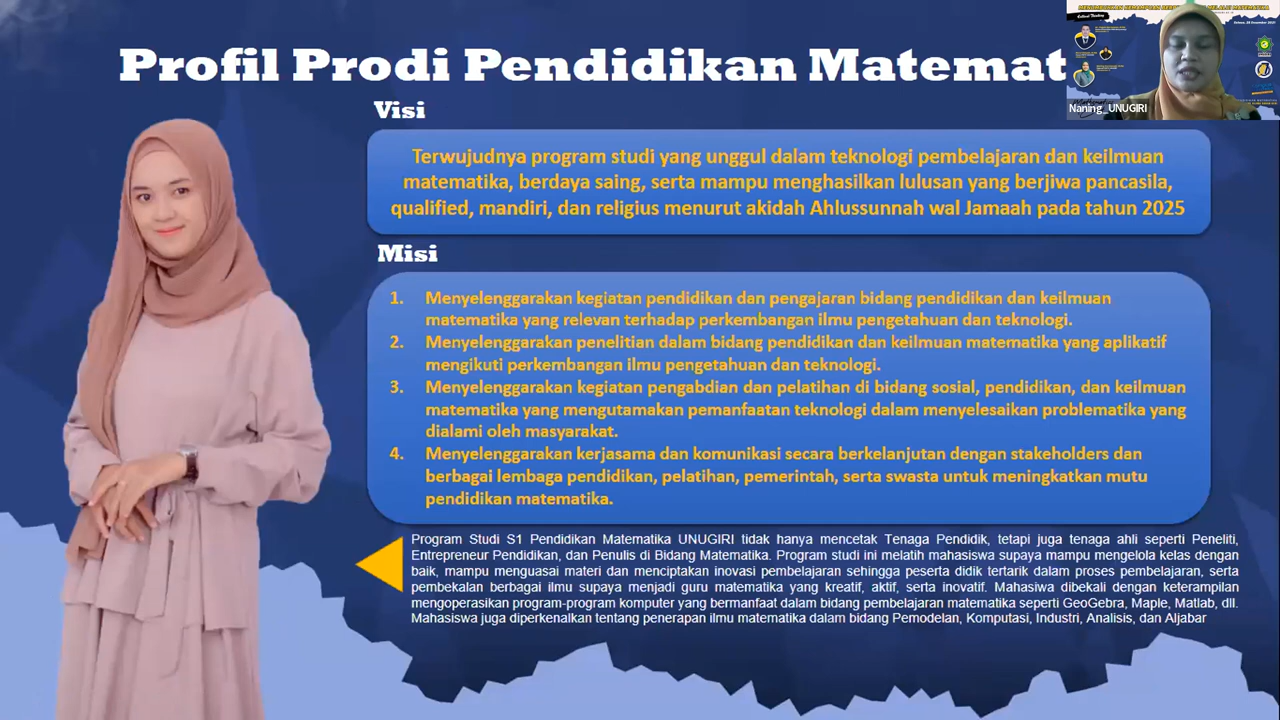 Profil Prodi Pendidikan Matemat
Visi
Terwujudnya program studi yang unggul dalam teknologi pembelajaran dan keilmuan
matematika, berdaya saing, serta mampu menghasilkan lulusan yang berjiwa pancasila,
qualified, mandiri, dan religius menurut akidah Ahlussunnah wal Jamaah pada tahun 2025
Misi
1. Menyelenggarakan kegiatan pendidikan dan pengajaran bidang pendidikan dan keilmuan
matematika yang relevan terhadap perkembangan ilmu pengetahuan dan teknologi.
2. Menyelenggarakan penelitian dalam bidang pendidikan dan keilmuan matematika yang aplikatif
mengikuti perkembangan ilmu pengetahuan dan teknologi.
3. Menyelenggarakan kegiatan pengabdian dan pelatihan di bidang sosial, pendidikan, dan keilmuan
matematika yang mengutamakan pemanfaatan teknologi dalam menyelesaikan problematika yang
dialami oleh masyarakat.
4. Menyelenggarakan kerjasama dan komunikasi secara berkelanjutan dengan stakeholders dan
berbagai lembaga pendidikan, pelatihan, pemerintah, serta swasta untuk meningkatkan mutu
pendidikan matematika.
Program Studi S1 Pendidikan Matematika UNUGIRI tidak hanya mencetak Tenaga Pendidik, tetapi juga tenaga ahli seperti Peneliti,
Entrepreneur Pendidikan, dan Penulis di Bidang Matematika. Program studi ini melatih mahasiswa supaya mampu mengelola kelas dengan
baik, mampu menguasai materi dan menciptakan inovasi pembelajaran sehingga peserta didik tertarik dalam proses pembelajaran, serta
pembekalan berbagai ilmu supaya menjadi guru matematika yang kreatif, aktif, serta inovatif. Mahasiwa dibekali dengan keterampilan
mengoperasikan program-program komputer yang bermanfaat dalam bidang pembelajaran matematika seperti GeoGebra, Maple, Matlab, dll.
Mahasiswa juga diperkenalkan tentang penerapan ilmu matematika dalam bidang Pemodelan, Komputasi, Industri, Analisis, dan Aljabar
Naning_UNUGIRI